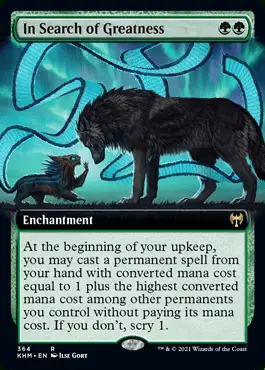 In Search of Greatness
Enchantment
At the beginning of your upkeep,
you may cast a permanent spell from
your hand with converted mana cost
equal to 1 plus the highest converted
mana cost among other permanents
you control without paying its mana
cost. If you don't, scry 1.
364 R
KHM • EN Ilse Gort
™ & © 2021 Wizards of the Coast